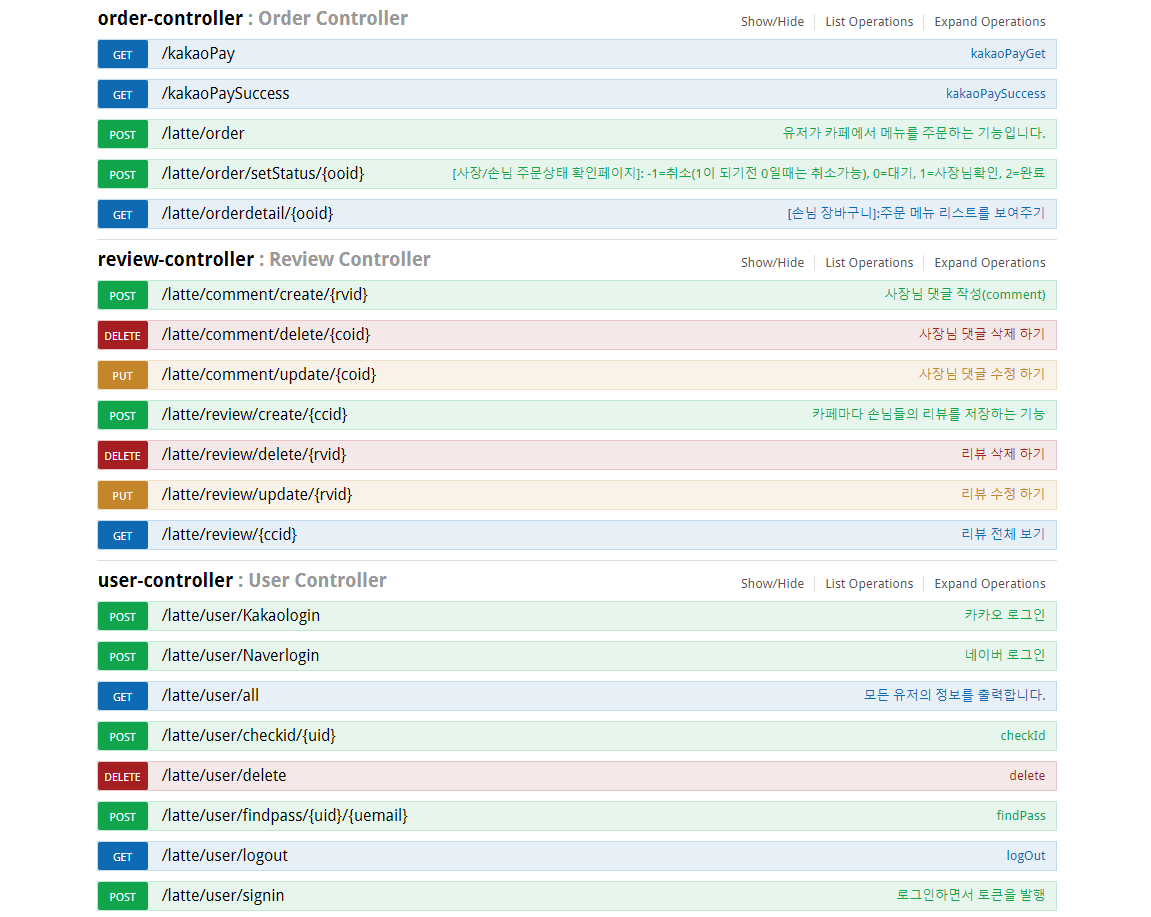 order-controller : Order Controller Show/Hide List Operations Expand Operations
GET /kakaoPay kakaoPayGet
GET /kakaoPaySuccess kakaoPaySuccess
POST /latte/order 유저가 카페에서 메뉴를 주문하는 기능입니다.
POST /latte/order/setStatus/{ooid} [사장/손님 주문상태 확인페이지]: -1=취소(1이 되기전 0일때는 취소가능), 0=대기, 1=사장님확인, 2=완료
GET /latte/orderdetail/{ooid} [손님 장바구니]:주문 메뉴 리스트를 보여주기
review-controller : Review Controller Show/Hide List Operations Expand Operations
POST /latte/comment/create/{rvid} 사장님 댓글 작성(comment)
DELETE /latte/comment/delete/{coid} 사장님 댓글 삭제 하기
PUT /latte/comment/update/{coid} 사장님 댓글 수정 하기
POST /latte/review/create/{ccid} 카페마다 손님들의 리뷰를 저장하는 기능
DELETE /latte/review/delete/{rvid} 리뷰 삭제 하기
PUT /latte/review/update/{rvid} 리뷰 수정 하기
GET /latte/review/{ccid} 리뷰 전체 보기
user-controller : User Controller Show/Hide List Operations Expand Operations
POST /latte/user/Kakaologin 카카오 로그인
POST /latte/user/Naverlogin 네이버 로그인
GET /latte/user/all 모든 유저의 정보를 출력합니다.
POST /latte/user/checkid/{uid} checkId
DELETE /latte/user/delete delete
POST /latte/user/findpass/{uid}/{uemail} findPass
GET /latte/user/logout logOut
POST /latte/user/signin 로그인하면서 토큰을 발행